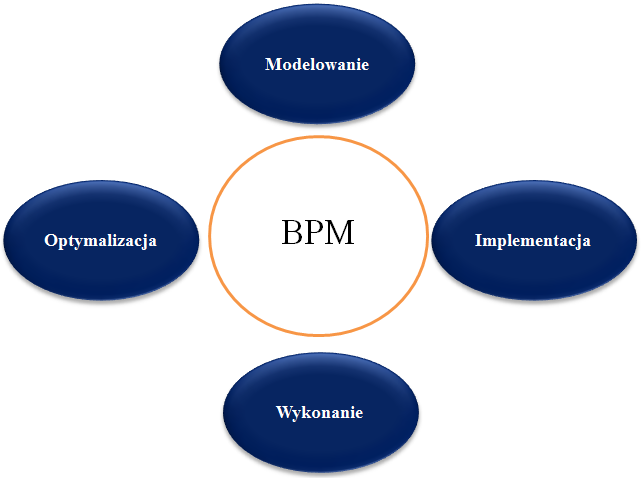 Modelowanie
Optymalizacja
BPM
Implementacja
Wykonanie